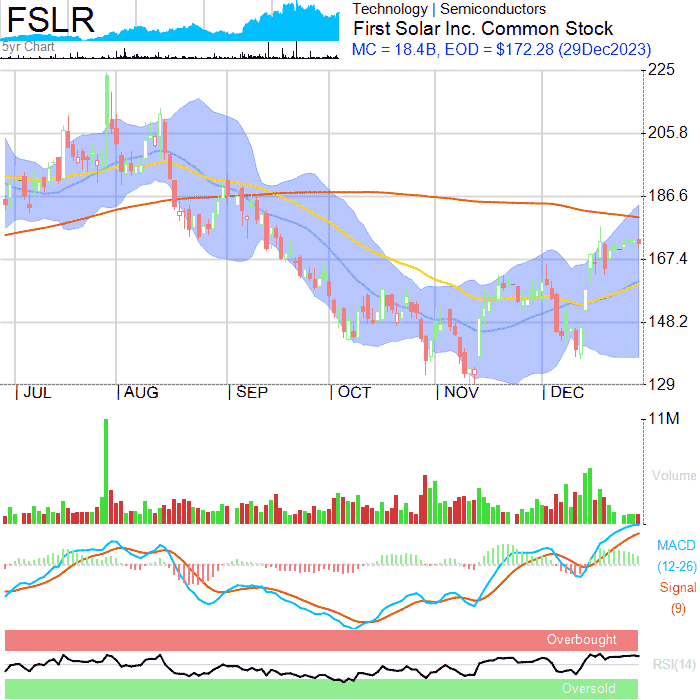 FSLR
5yr Chart
Technology | Semiconductors
First Solar Inc. Common Stock
MC = 18.4B, EOD = $172.28 (29Dec2023)
225
205.8
186.6
167.4
148.2
129
JUL AUG SEP OCT NOV DEC
11M
Volume
MACD
(12-26)
Signal
(9)
Overbought
RSI(14)
Oversold